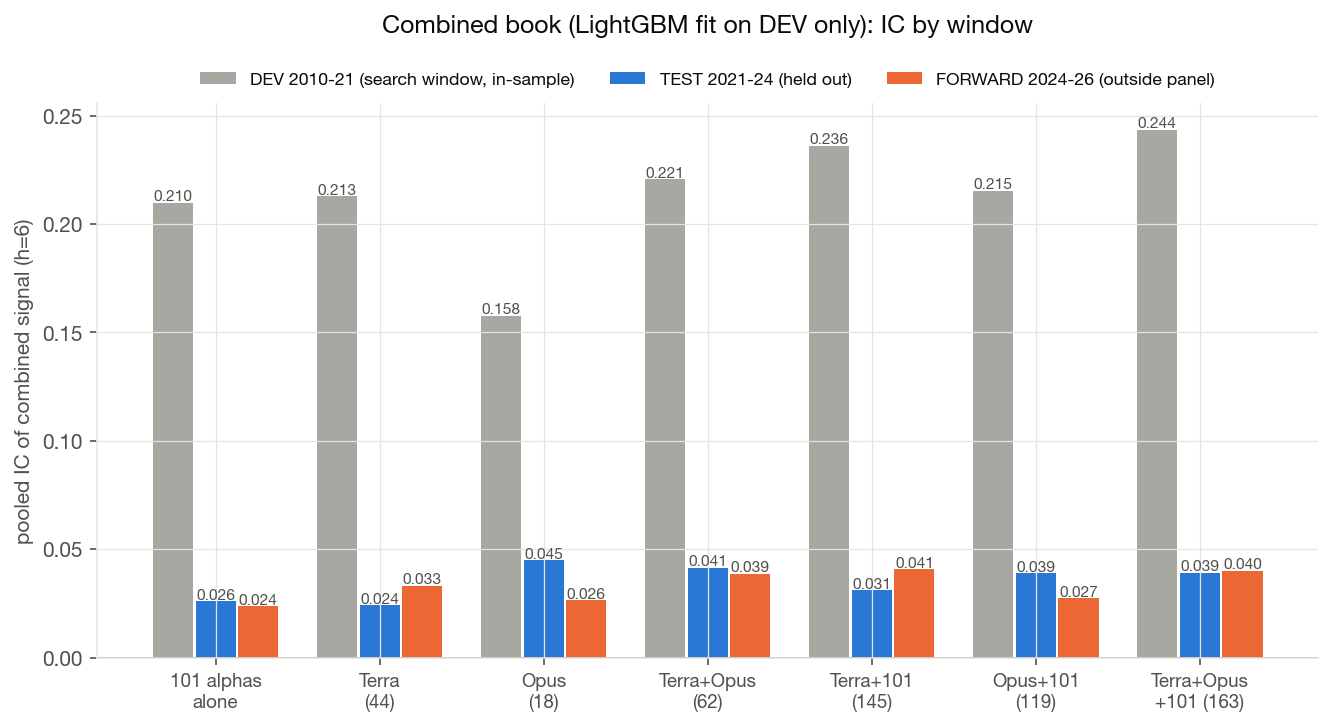 Combined book (LightGBM fit on DEV only): IC by window
DEV 2010-21 (search window, in-sample)
TEST 2021-24 (held out)
FORWARD 2024-26 (outside panel)
pooled IC of combined signal (h=6)
0.25
0.20
0.15
0.10
0.05
0.00
0.210
0.026
0.024
0.213
0.024
0.033
0.158
0.045
0.026
0.221
0.041
0.039
0.236
0.031
0.041
0.215
0.039
0.027
0.244
0.039
0.040
101 alphas
alone
Terra
(44)
Opus
(18)
Terra+Opus
(62)
Terra+101
(145)
Opus+101
(119)
Terra+Opus
+101 (163)